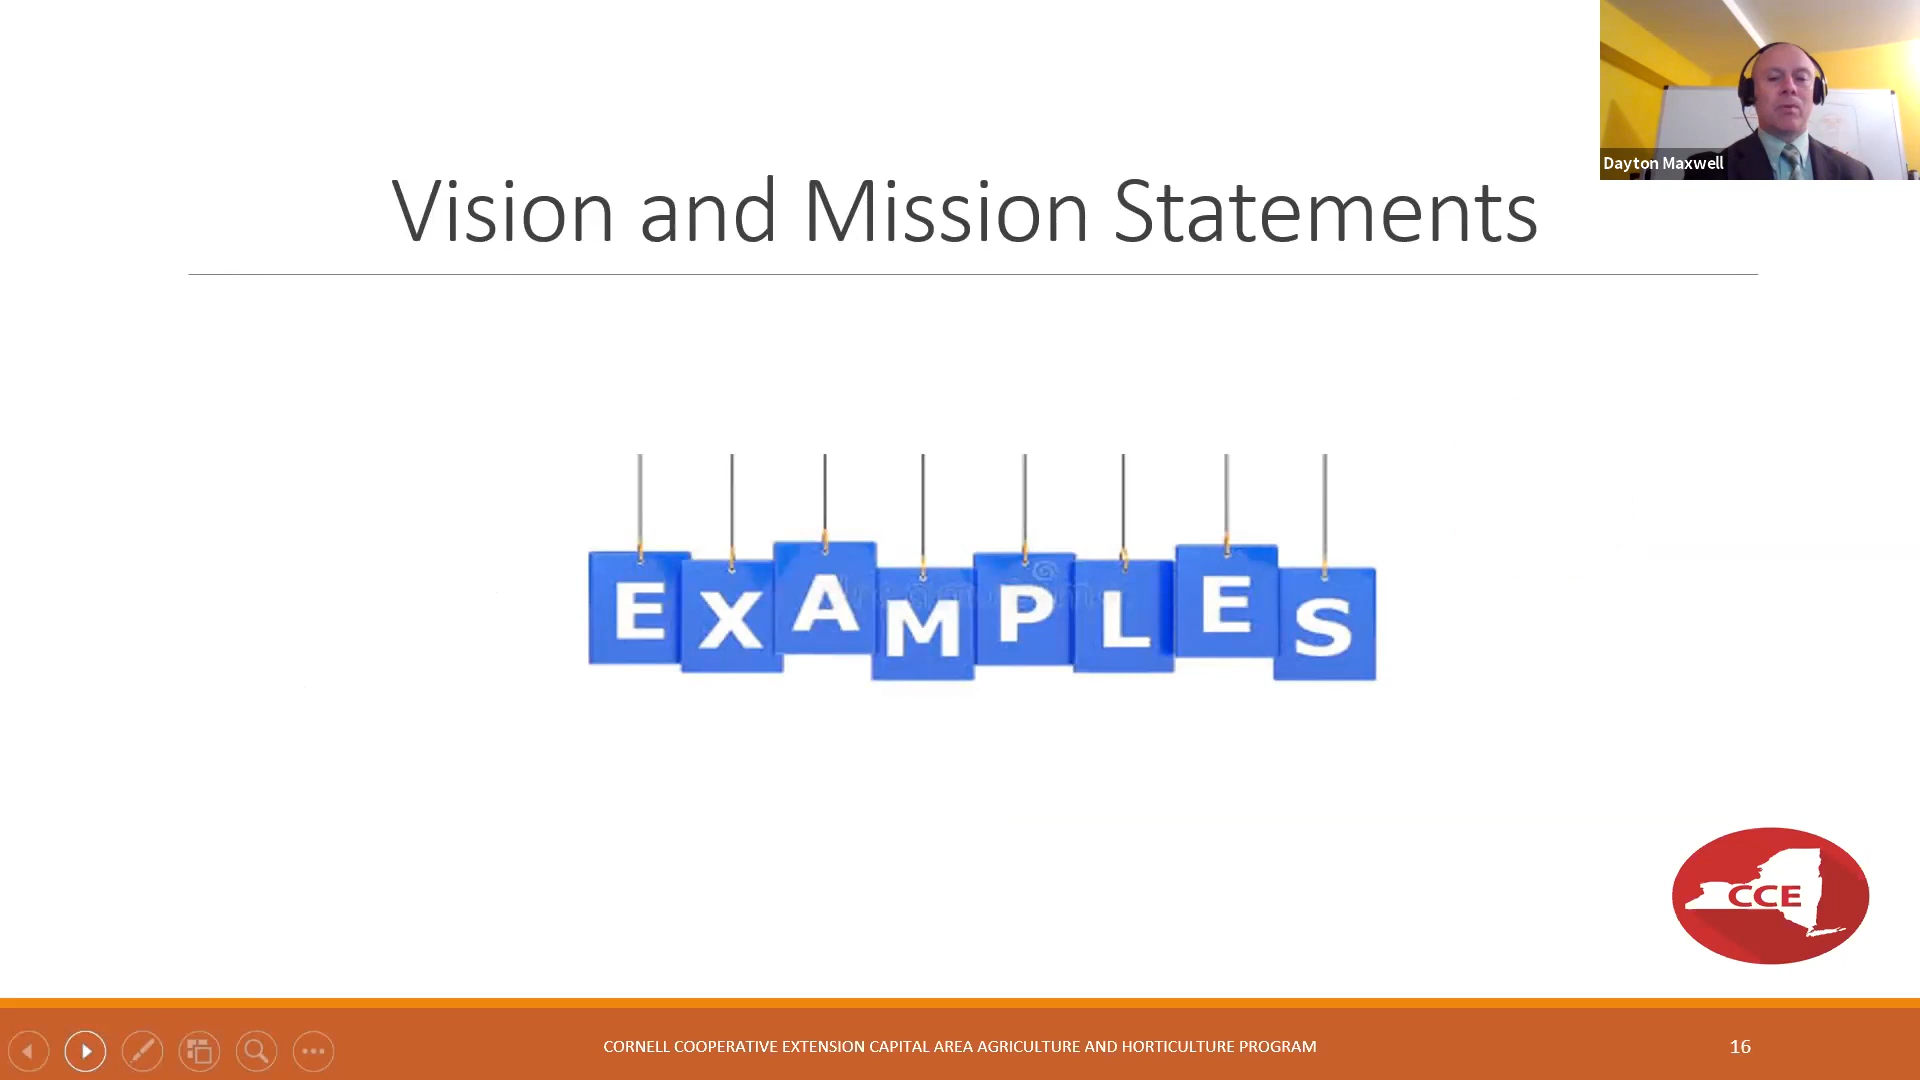 Dayton Maxwell
Vision and Mission Statements
EXAMPLES
CCE
CORNELL COOPERATIVE EXTENSION CAPITAL AREA AGRICULTURE AND HORTICULTURE PROGRAM
16